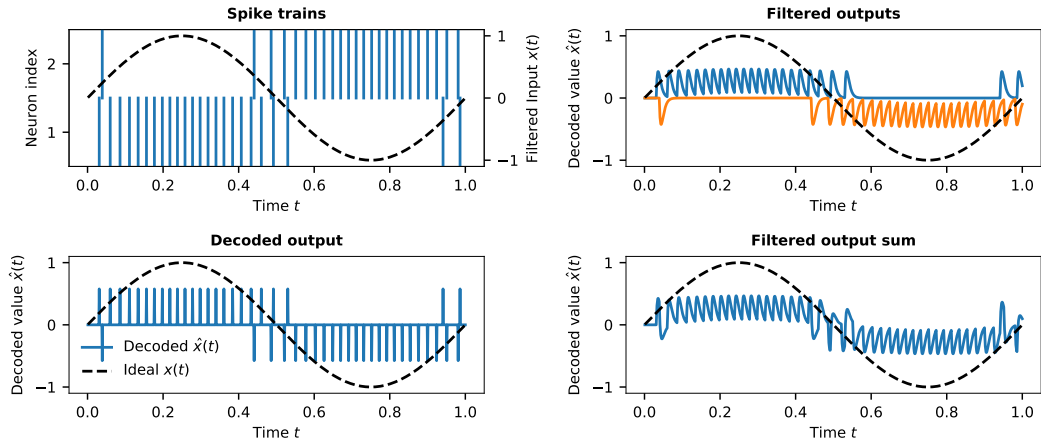 Spike trains
Neuron index
2
1
1
0
−1
Filtered Input x(t)
0.0 0.2 0.4 0.6 0.8 1.0
Time t
Filtered outputs
Decoded value x̂(t)
1
0
−1
0.0 0.2 0.4 0.6 0.8 1.0
Time t
Decoded output
Decoded value x̂(t)
1
0
−1
Decoded x̂(t)
Ideal x(t)
0.0 0.2 0.4 0.6 0.8 1.0
Time t
Filtered output sum
Decoded value x̂(t)
1
0
−1
0.0 0.2 0.4 0.6 0.8 1.0
Time t